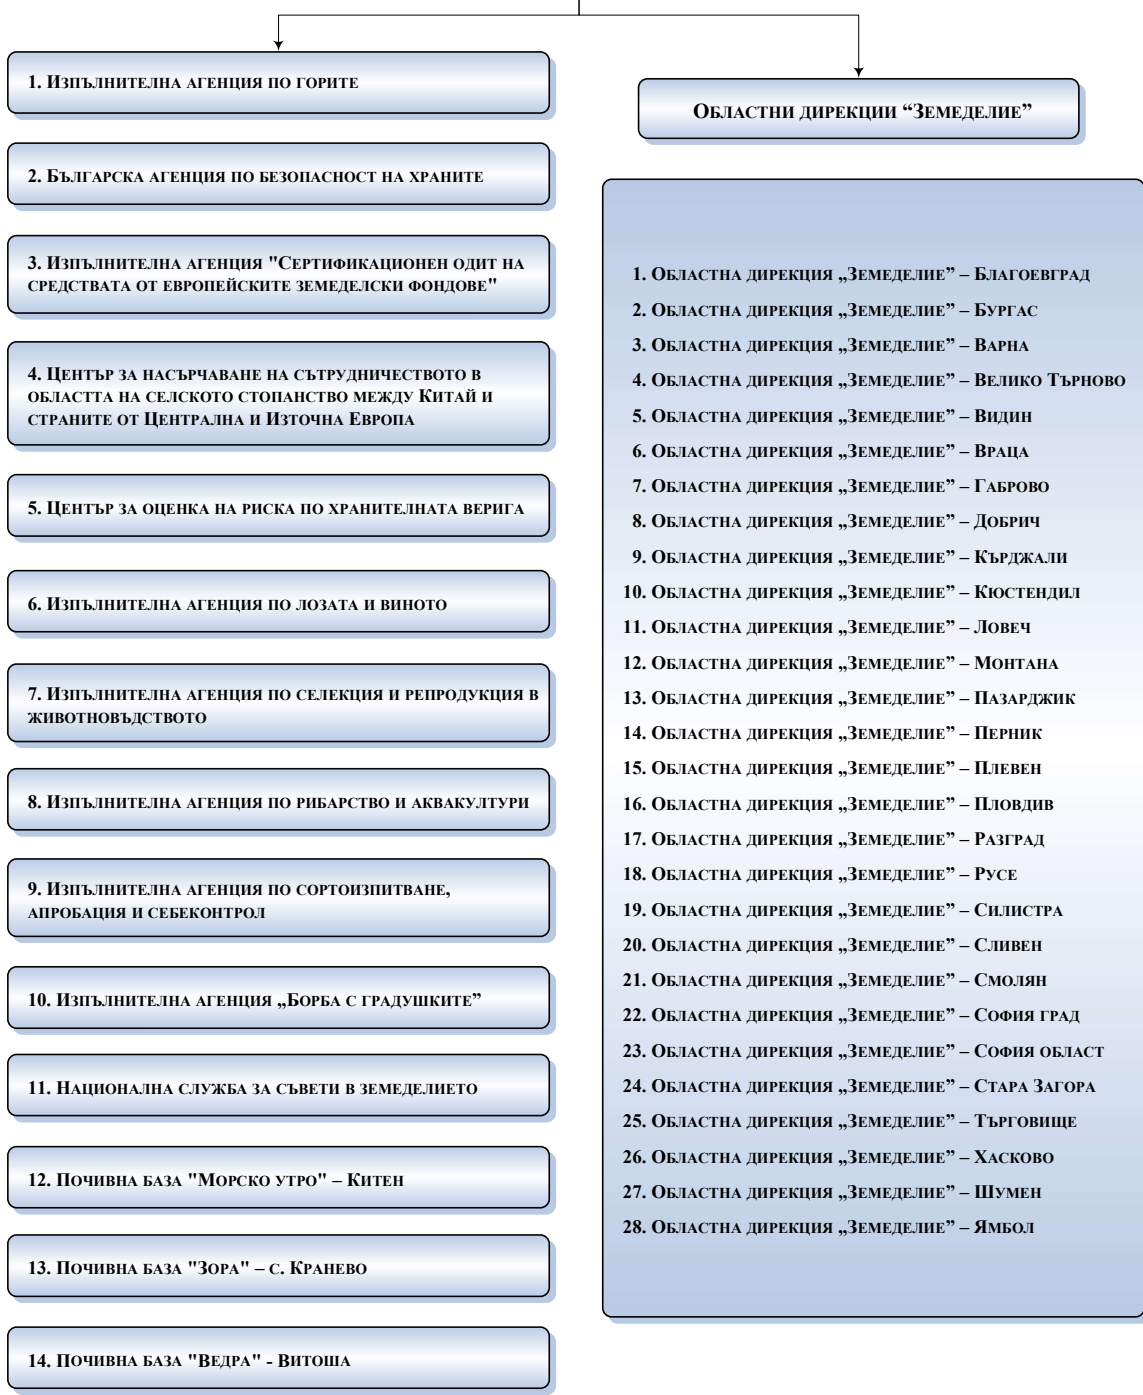 1. Изпълнителна агенция по горите
2. Българска агенция по безопасност на храните
3. Изпълнителна агенция "Сертификационен одит на
средствата от европейските земеделски фондове"
4. Център за насърчаване на сътрудничеството в
областта на селското стопанство между Китай и
страните от Централна и Източна Европа
5. Център за оценка на риска по хранителната верига
6. Изпълнителна агенция по лозата и виното
7. Изпълнителна агенция по селекция и репродукция в
животновъдството
8. Изпълнителна агенция по рибарство и аквакултури
9. Изпълнителна агенция по сортоизпитване,
апробация и себеконтрол
10. Изпълнителна агенция „Борба с градушките”
11. Национална служба за съвети в земеделието
12. Почивна база "Морско утро" – Китен
13. Почивна база "Зора" – с. Кранево
14. Почивна база "Ведра" - Витоша
Областни дирекции “Земеделие”
1. Областна дирекция „Земеделие” – Благоевград
2. Областна дирекция „Земеделие” – Бургас
3. Областна дирекция „Земеделие” – Варна
4. Областна дирекция „Земеделие” – Велико Търново
5. Областна дирекция „Земеделие” – Видин
6. Областна дирекция „Земеделие” – Враца
7. Областна дирекция „Земеделие” – Габрово
8. Областна дирекция „Земеделие” – Добрич
9. Областна дирекция „Земеделие” – Кърджали
10. Областна дирекция „Земеделие” – Кюстендил
11. Областна дирекция „Земеделие” – Ловеч
12. Областна дирекция „Земеделие” – Монтана
13. Областна дирекция „Земеделие” – Пазарджик
14. Областна дирекция „Земеделие” – Перник
15. Областна дирекция „Земеделие” – Плевен
16. Областна дирекция „Земеделие” – Пловдив
17. Областна дирекция „Земеделие” – Разград
18. Областна дирекция „Земеделие” – Русе
19. Областна дирекция „Земеделие” – Силистра
20. Областна дирекция „Земеделие” – Сливен
21. Областна дирекция „Земеделие” – Смолян
22. Областна дирекция „Земеделие” – София град
23. Областна дирекция „Земеделие” – София област
24. Областна дирекция „Земеделие” – Стара Загора
25. Областна дирекция „Земеделие” – Търговище
26. Областна дирекция „Земеделие” – Хасково
27. Областна дирекция „Земеделие” – Шумен
28. Областна дирекция „Земеделие” – Ямбол